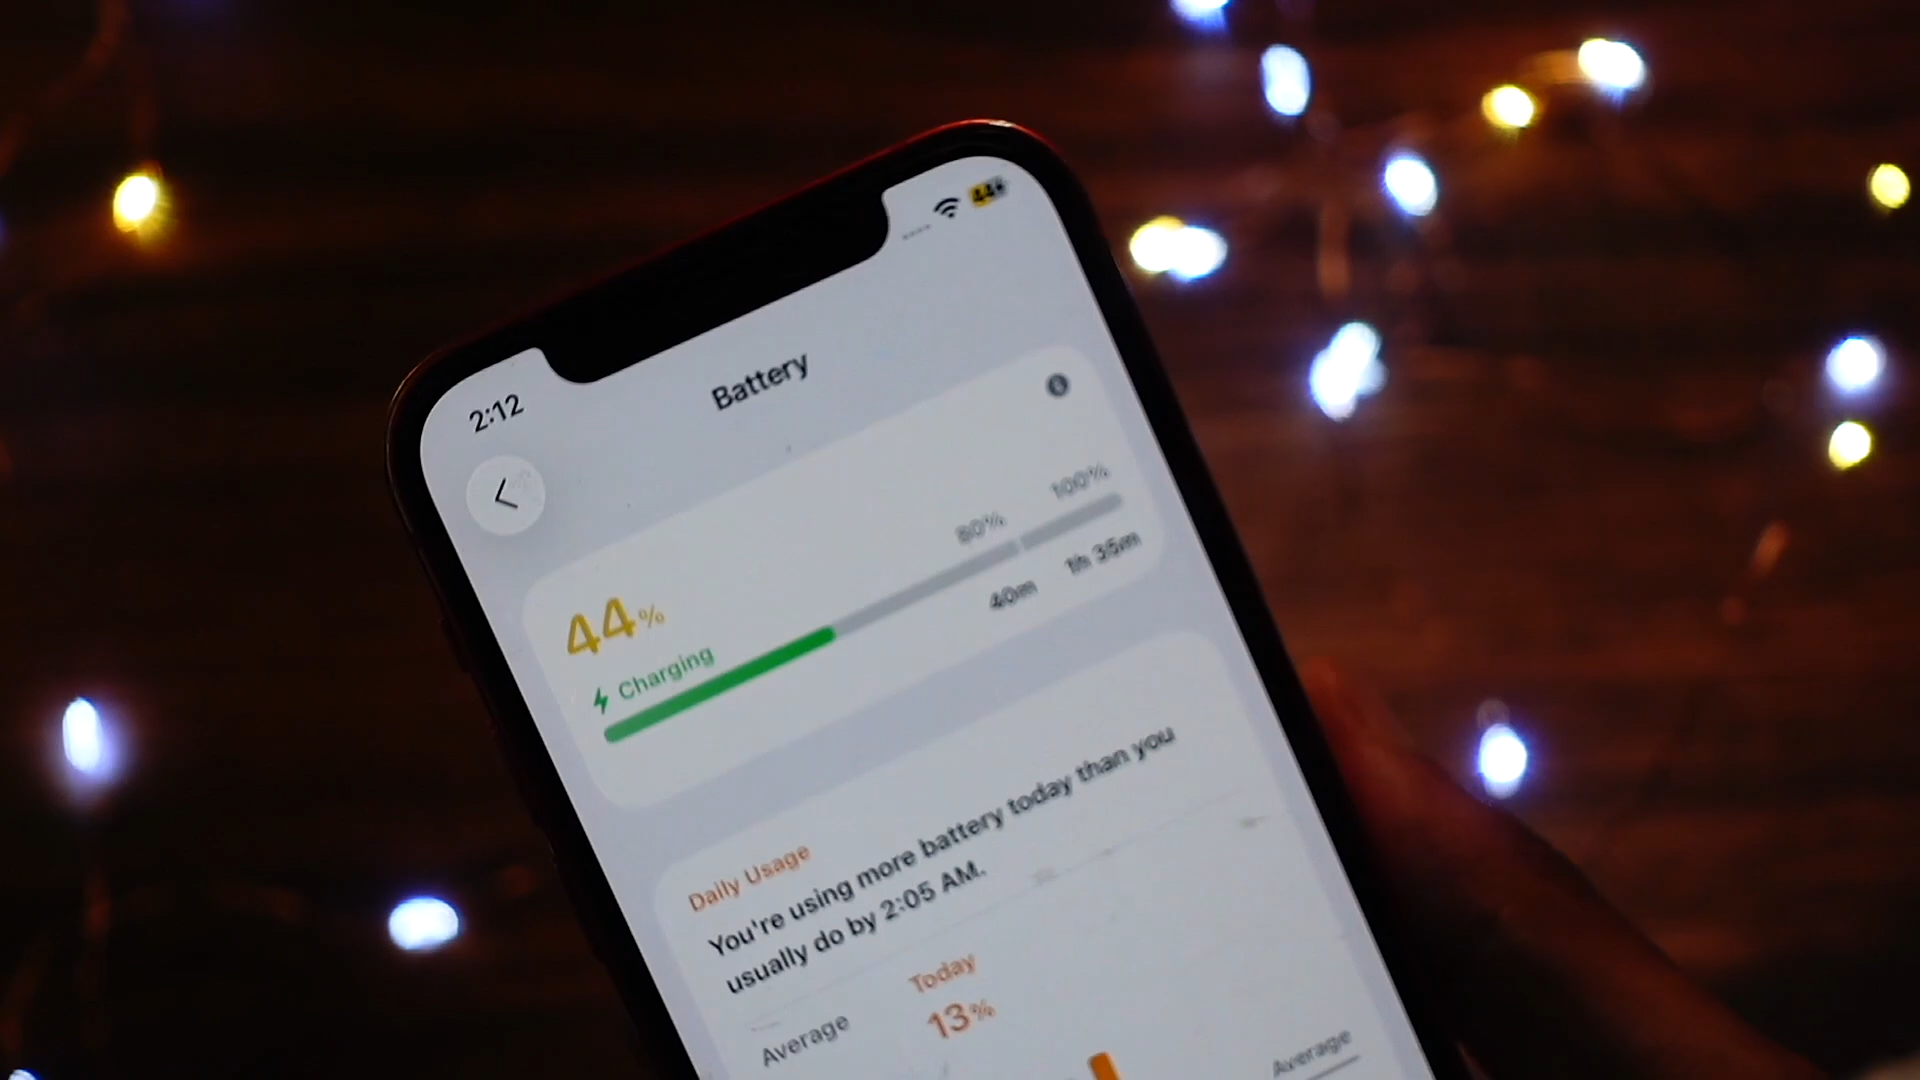 2:12
44
Battery
100%
80%
44%
Charging
40m
1h 35m
Daily Usage
You're using more battery today than you
usually do by 2:05 AM.
Today
13%
Average
Average